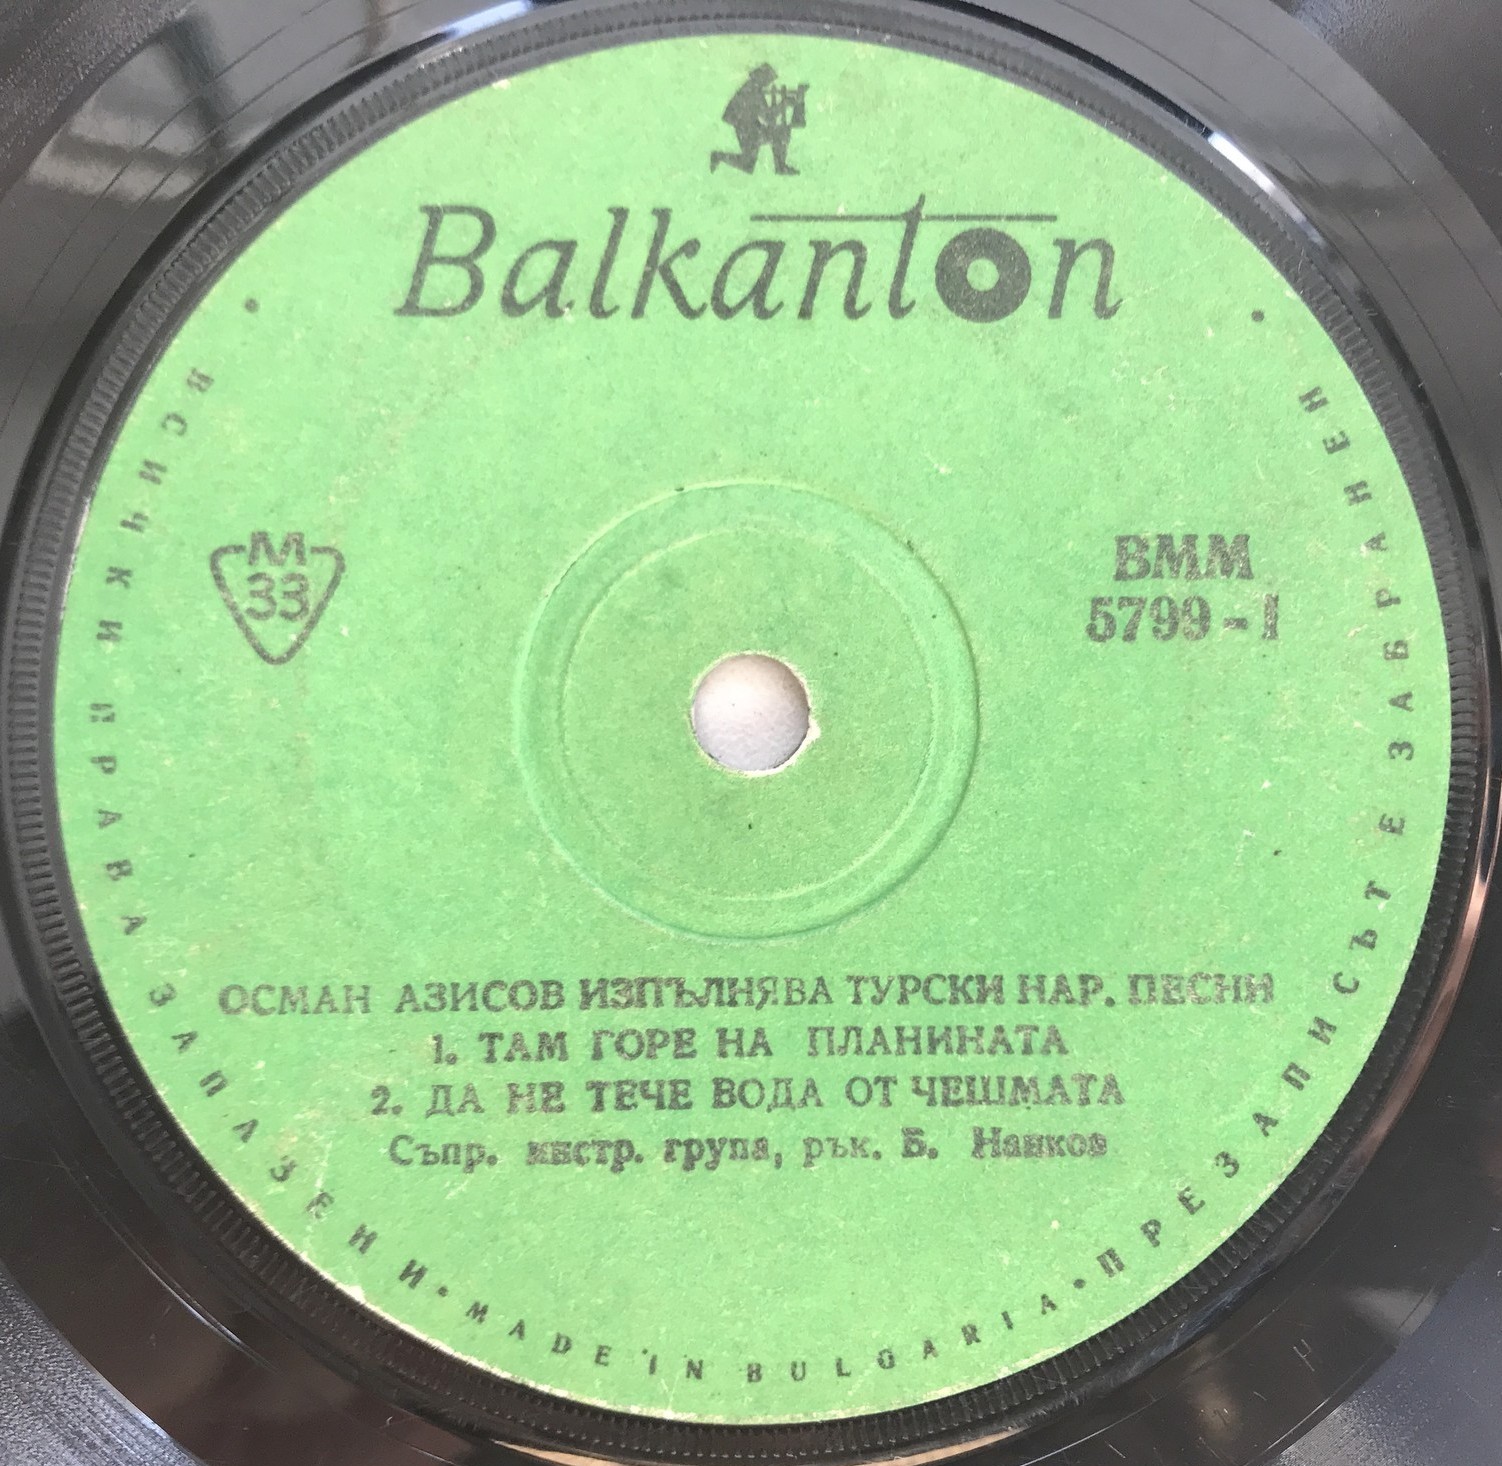 Balkanton
М
33
ВММ
5799-I
ОСМАН АЗИСОВ ИЗПЪЛНЯВА ТУРСКИ НАР. ПЕСНИ
1. ТАМ ГОРЕ НА ПЛАНИНАТА
2. ДА НЕ ТЕЧЕ ВОДА ОТ ЧЕШМАТА
Съпр. инстр. група, рък. Б. Нанков
• ВСИЧКИ ПРАВА ЗАПАЗЕНИ • MADE IN BULGARIA • ПРЕЗАПИСЪТ Е ЗАБРАНЕН •